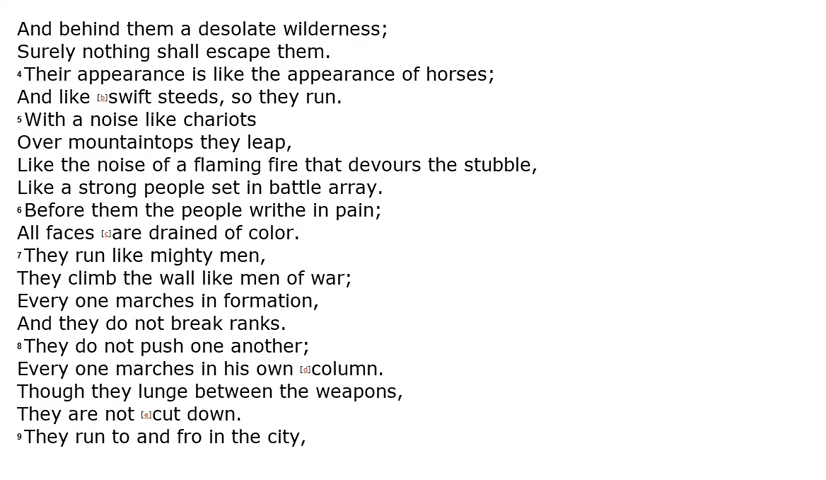 And behind them a desolate wilderness;
Surely nothing shall escape them.
4 Their appearance is like the appearance of horses;
And like [b]swift steeds, so they run.
5 With a noise like chariots
Over mountaintops they leap,
Like the noise of a flaming fire that devours the stubble,
Like a strong people set in battle array.
6 Before them the people writhe in pain;
All faces [c]are drained of color.
7 They run like mighty men,
They climb the wall like men of war;
Every one marches in formation,
And they do not break ranks.
8 They do not push one another;
Every one marches in his own [d]column.
Though they lunge between the weapons,
They are not [e]cut down.
9 They run to and fro in the city,